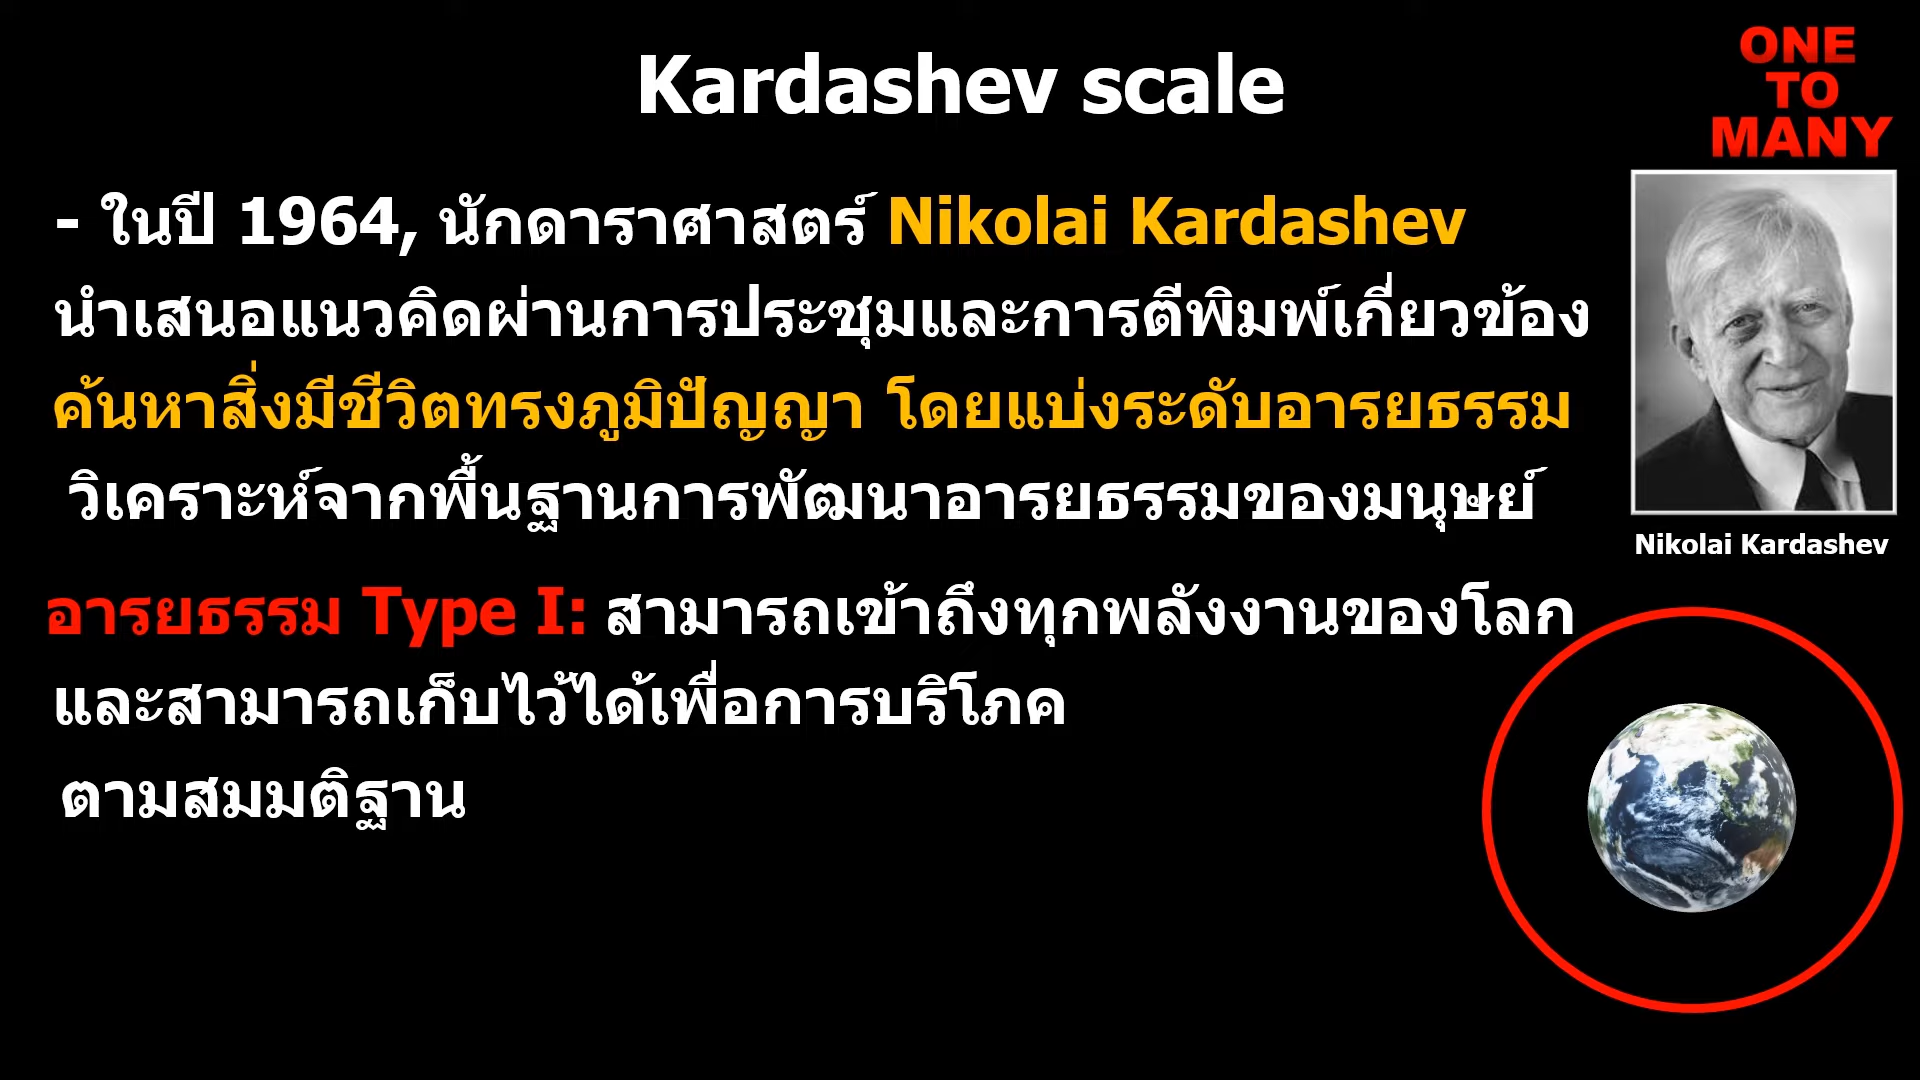 Kardashev scale
ONE
TO
MANY
- ในปี 1964, นักดาราศาสตร์ Nikolai Kardashev
นำเสนอแนวคิดผ่านการประชุมและการตีพิมพ์เกี่ยวข้อง
ค้นหาสิ่งมีชีวิตทรงภูมิปัญญา โดยแบ่งระดับอารยธรรม
วิเคราะห์จากพื้นฐานการพัฒนาอารยธรรมของมนุษย์
Nikolai Kardashev
อารยธรรม Type I: สามารถเข้าถึงทุกพลังงานของโลก
และสามารถเก็บไว้ได้เพื่อการบริโภค
ตามสมมติฐาน